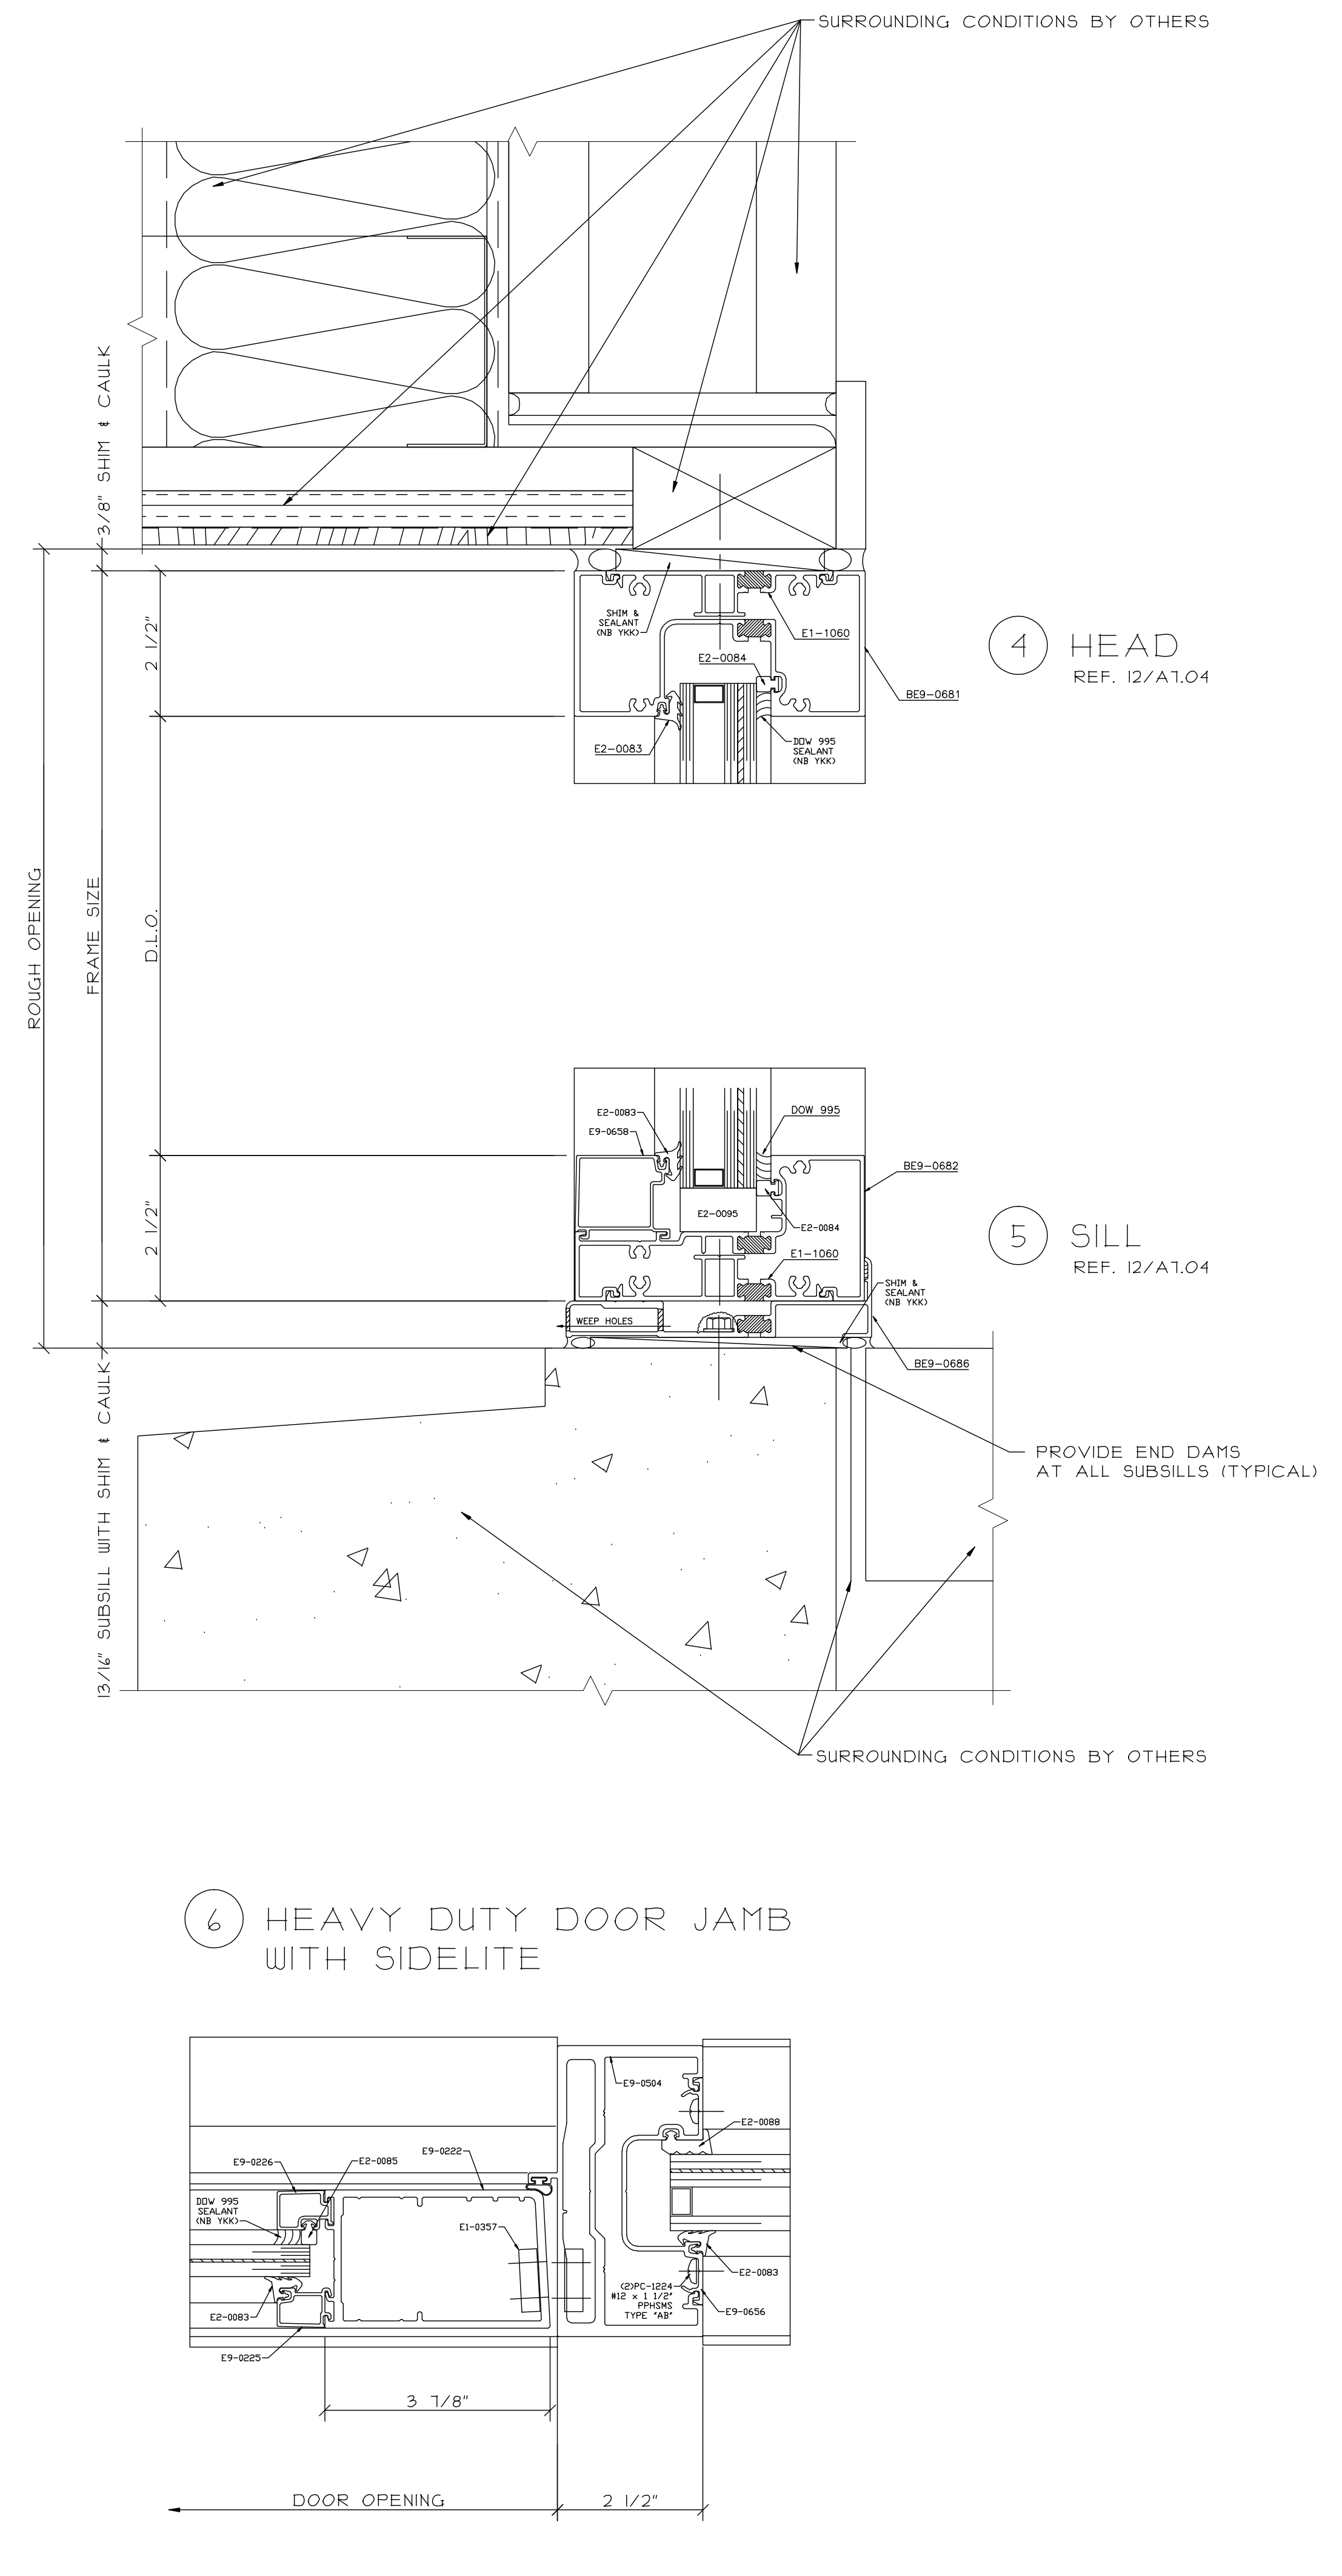 SURROUNDING CONDITIONS BY OTHERS
3/8" SHIM & CAULK
2 1/2"
SHIM &
SEALANT
(NB YKK)
E1-1060
E2-0084
BE9-0681
E2-0083
DOW 995
SEALANT
(NB YKK)
4 HEAD
REF. 12/A7.04
ROUGH OPENING
FRAME SIZE
D.L.O.
E2-0083
E9-0658
DOW 995
BE9-0682
E2-0095
E2-0084
E1-1060
2 1/2"
5 SILL
REF. 12/A7.04
SHIM &
SEALANT
(NB YKK)
WEEP HOLES
BE9-0686
13/16" SUBSILL WITH SHIM & CAULK
PROVIDE END DAMS
AT ALL SUBSILLS (TYPICAL)
SURROUNDING CONDITIONS BY OTHERS
6 HEAVY DUTY DOOR JAMB
WITH SIDELITE
E9-0504
E2-0088
E9-0222
E9-0226
E2-0085
DOW 995
SEALANT
(NB YKK)
E1-0357
E2-0083
(2)PC-1224
#12 x 1 1/2"
PPHSMS
TYPE "AB"
E2-0083
E9-0656
E9-0225
3 7/8"
DOOR OPENING
2 1/2"